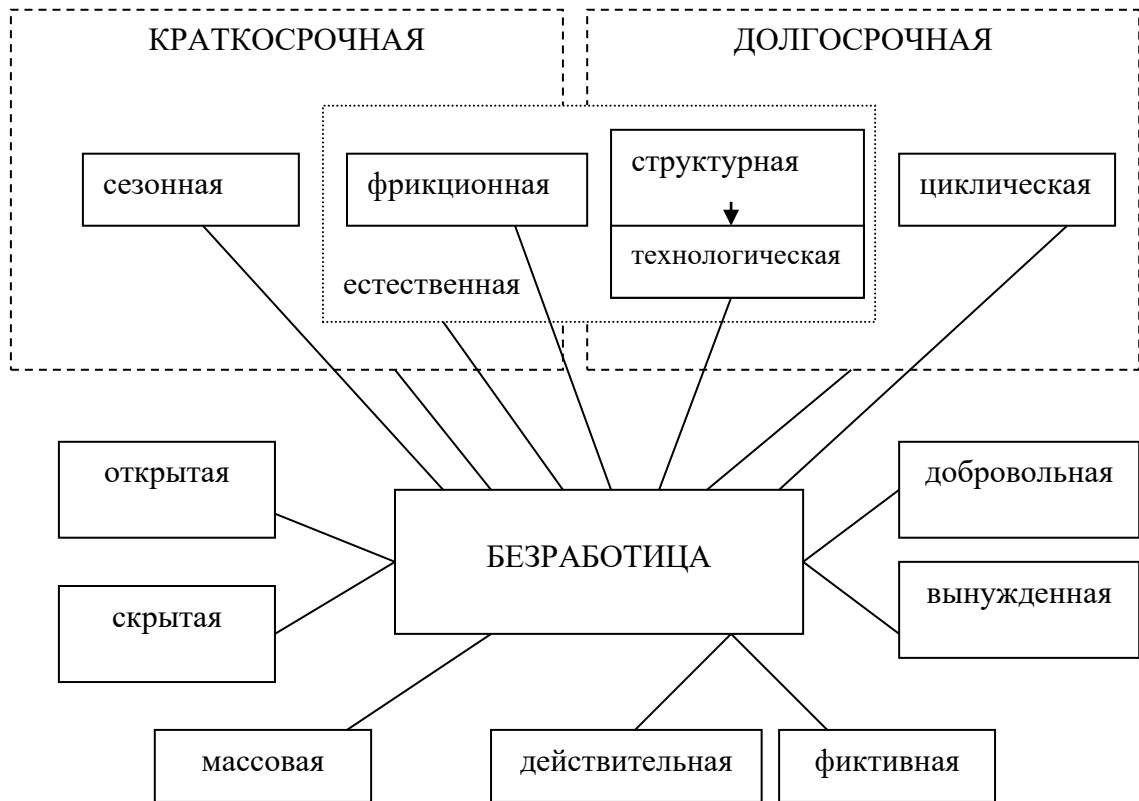 КРАТКОСРОЧНАЯ
ДОЛГОСРОЧНАЯ
сезонная
фрикционная
структурная
циклическая
технологическая
естественная
открытая
добровольная
БЕЗРАБОТИЦА
скрытая
вынужденная
массовая
действительная
фиктивная